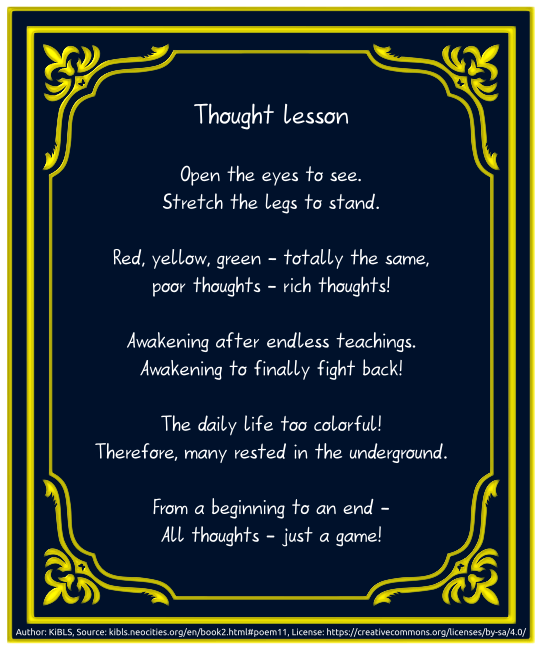 Thought lesson
Open the eyes to see.
Stretch the legs to stand.
Red, yellow, green – totally the same,
poor thoughts – rich thoughts!
Awakening after endless teachings.
Awakening to finally fight back!
The daily life too colorful!
Therefore, many rested in the underground.
From a beginning to an end –
All thoughts – just a game!
Author: KiBLS, Source: kibls.neocities.org/en/book2.html#poem11, License: https://creativecommons.org/licenses/by-sa/4.0/